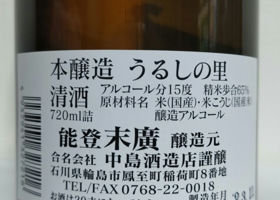 本醸造 うるしの里
清酒 アルコール分15度 精米歩合65%
原材料名 米(国産)・米こうじ(国産米)
720ml詰 醸造アルコール
能登末廣 醸造元
合名会社 中島酒造店謹醸
石川県輪島市鳳至町稲荷町8番地
TEL/FAX 0768-22-0018
製造年月